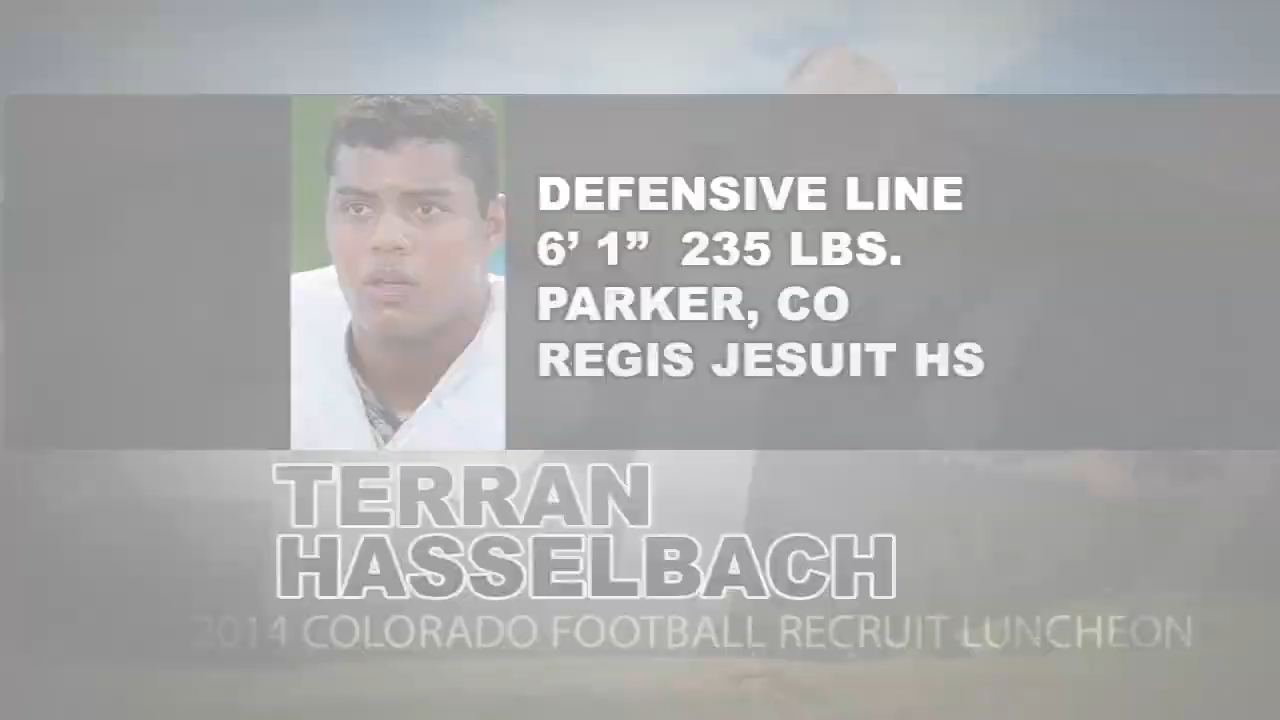 DEFENSIVE LINE
6’ 1” 235 LBS.
PARKER, CO
REGIS JESUIT HS
TERRAN
HASSELBACH
2014 COLORADO FOOTBALL RECRUIT LUNCHEON